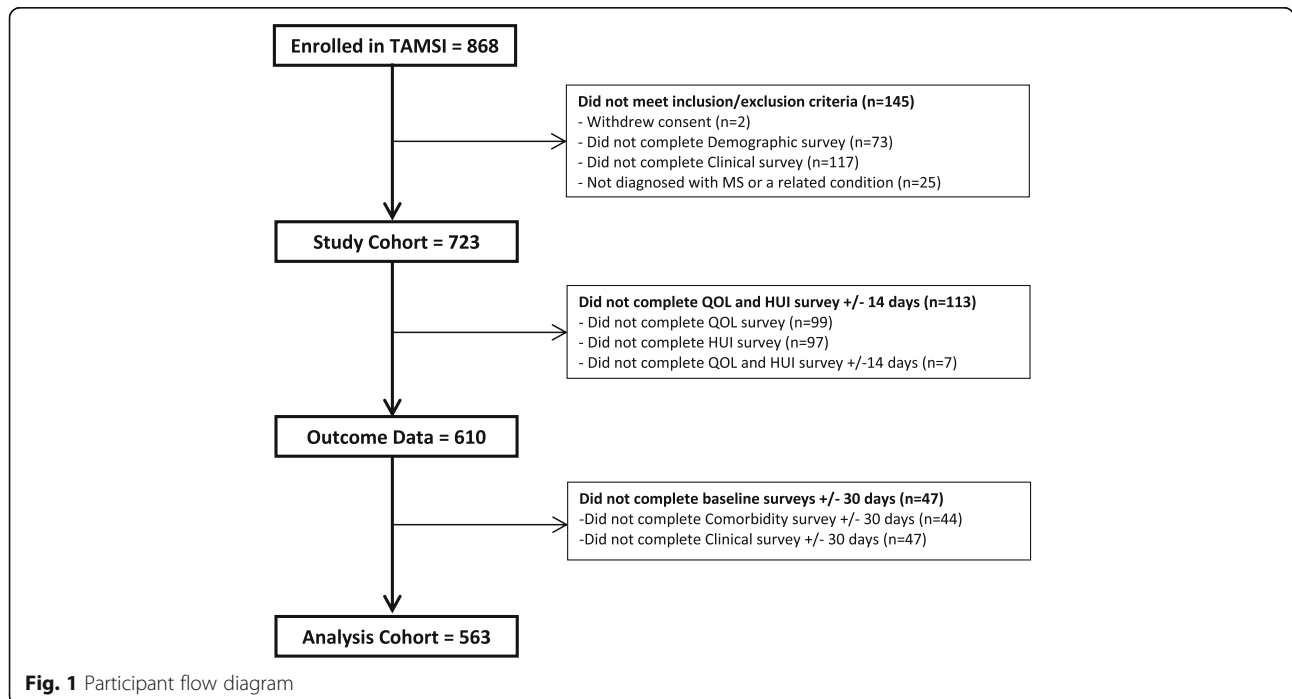 Enrolled in TAMSI = 868
Did not meet inclusion/exclusion criteria (n=145)
- Withdrew consent (n=2)
- Did not complete Demographic survey (n=73)
- Did not complete Clinical survey (n=117)
- Not diagnosed with MS or a related condition (n=25)
Study Cohort = 723
Did not complete QOL and HUI survey +/- 14 days (n=113)
- Did not complete QOL survey (n=99)
- Did not complete HUI survey (n=97)
- Did not complete QOL and HUI survey +/-14 days (n=7)
Outcome Data = 610
Did not complete baseline surveys +/- 30 days (n=47)
-Did not complete Comorbidity survey +/- 30 days (n=44)
-Did not complete Clinical survey +/- 30 days (n=47)
Analysis Cohort = 563
Fig. 1 Participant flow diagram